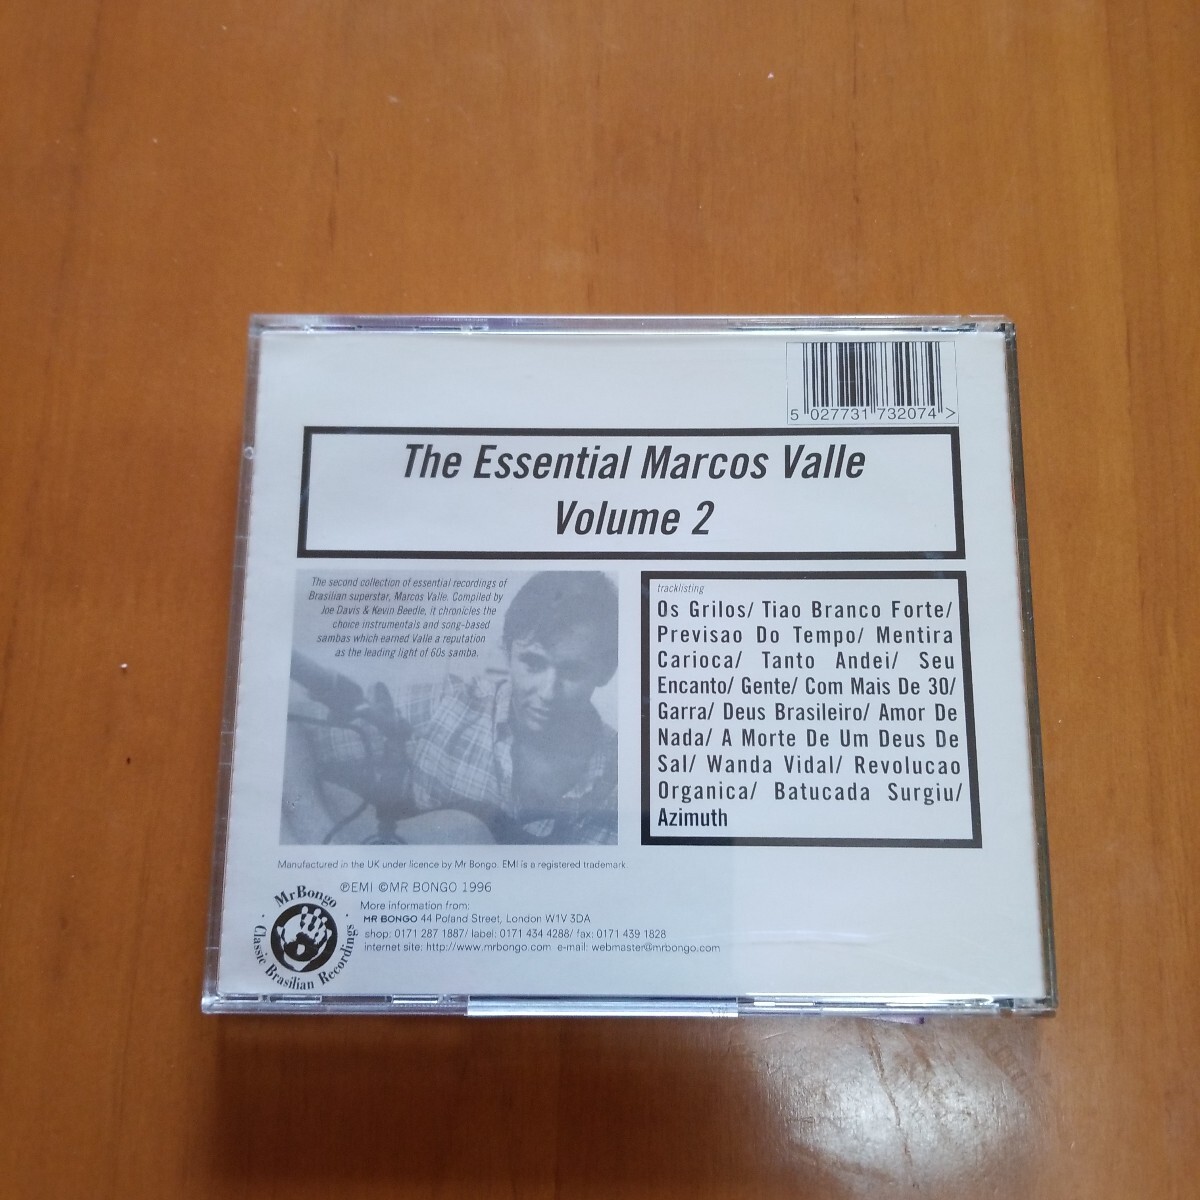 5 027731 732074 >
The Essential Marcos Valle
Volume 2
The second collection of essential recordings of
Brasilian superstar, Marcos Valle. Compiled by
Joe Davis & Kevin Beedle, it chronicles the
choice instrumentals and song-based
sambas which earned Valle a reputation
as the leading light of 60s samba.
tracklisting
Os Grilos/ Tiao Branco Forte/
Previsao Do Tempo/ Mentira
Carioca/ Tanto Andei/ Seu
Encanto/ Gente/ Com Mais De 30/
Garra/ Deus Brasileiro/ Amor De
Nada/ A Morte De Um Deus De
Sal/ Wanda Vidal/ Revolucao
Organica/ Batucada Surgiu/
Azimuth
Manufactured in the UK under licence by Mr Bongo. EMI is a registered trademark.
℗EMI ©MR BONGO 1996
More information from:
MR BONGO 44 Poland Street, London W1V 3DA
shop: 0171 287 1887/ label: 0171 434 4288/ fax: 0171 439 1828
internet site: http://www.mrbongo.com e-mail: webmaster@mrbongo.com
MrBongo
· Classic Brasilian Recordings ·